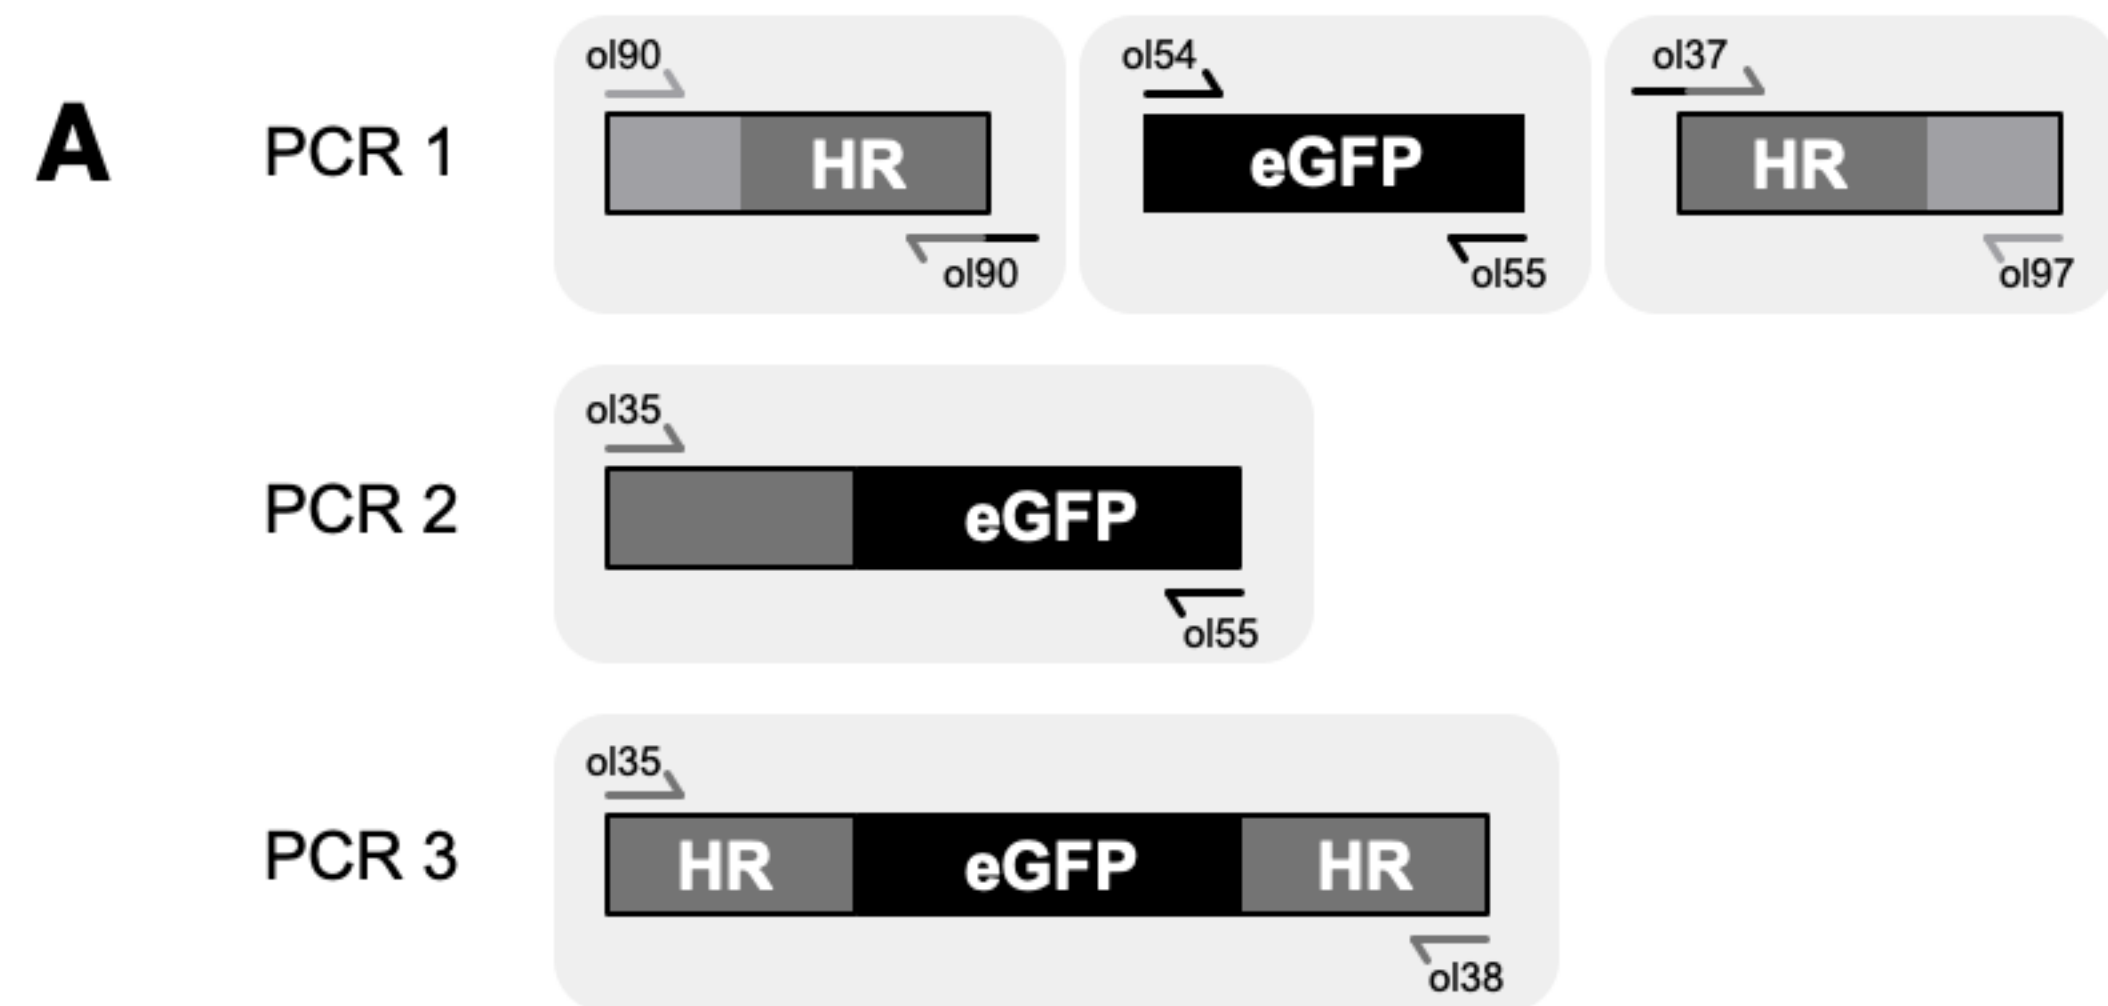 A
PCR 1
ol90
HR
ol90
ol54
eGFP
ol55
ol37
HR
ol97
PCR 2
ol35
eGFP
ol55
PCR 3
ol35
HR
eGFP
HR
ol38